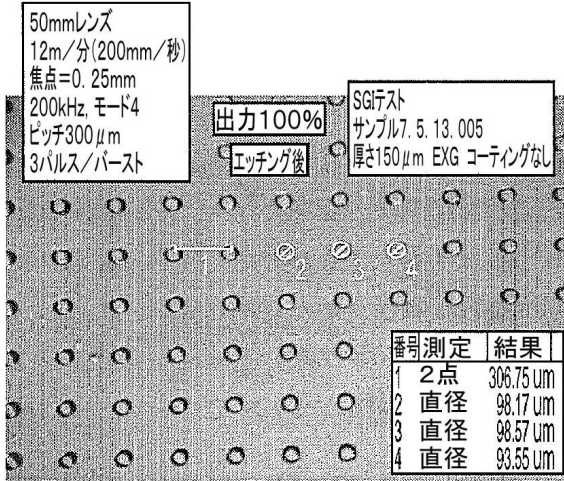 50mmレンズ
12m/分(200mm/秒)
焦点=0.25mm
200kHz,モード4
ピッチ300μm
3パルス/バースト
出力100%
エッチング後
SGIテスト
サンプル7.5.13.005
厚さ150μm EXG コーティングなし
1
2
3
4
番号 測定 結果
1 2点 306.75 um
2 直径 98.17 um
3 直径 98.57 um
4 直径 93.55 um